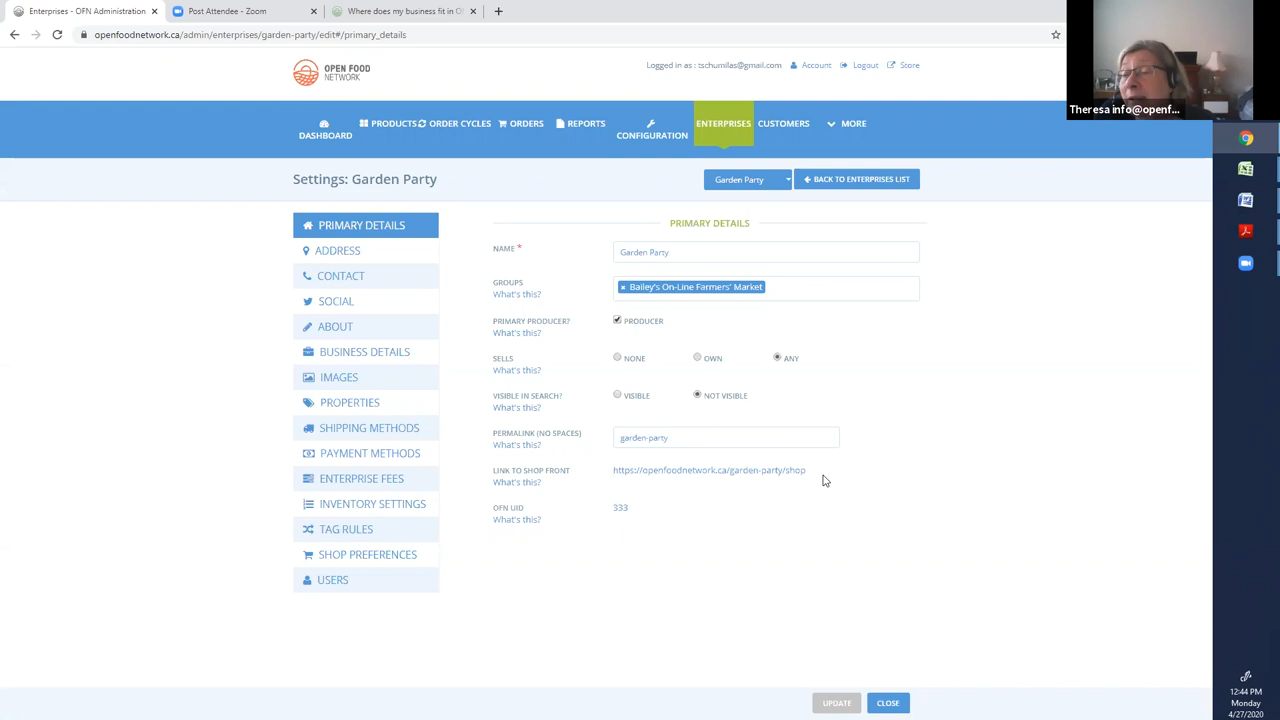 Enterprises - OFN Administration
Post Attendee - Zoom
Where does my business fit in O
openfoodnetwork.ca/admin/enterprises/garden-party/edit#/primary_details
Theresa info@openf...
OPEN FOOD
NETWORK
Logged in as : tschumilas@gmail.com
Account
Logout
Store
DASHBOARD
PRODUCTS
ORDER CYCLES
ORDERS
REPORTS
CONFIGURATION
ENTERPRISES
CUSTOMERS
MORE
Settings: Garden Party
Garden Party
BACK TO ENTERPRISES LIST
PRIMARY DETAILS
ADDRESS
CONTACT
SOCIAL
ABOUT
BUSINESS DETAILS
IMAGES
PROPERTIES
SHIPPING METHODS
PAYMENT METHODS
ENTERPRISE FEES
INVENTORY SETTINGS
TAG RULES
SHOP PREFERENCES
USERS
PRIMARY DETAILS
NAME *
Garden Party
GROUPS
What's this?
× Bailey's On-Line Farmers' Market
PRIMARY PRODUCER?
What's this?
PRODUCER
SELLS
What's this?
NONE
OWN
ANY
VISIBLE IN SEARCH?
What's this?
VISIBLE
NOT VISIBLE
PERMALINK (NO SPACES)
What's this?
garden-party
LINK TO SHOP FRONT
What's this?
https://openfoodnetwork.ca/garden-party/shop
OFN UID
What's this?
333
UPDATE
CLOSE
12:44 PM
Monday
4/27/2020